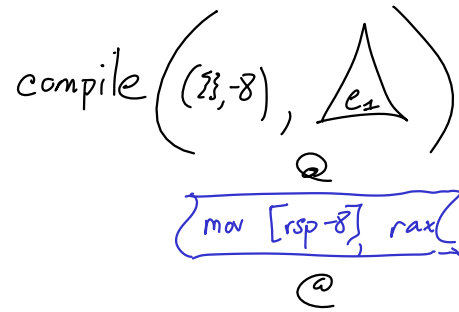 compile (({},-8), e1)
@
mov [rsp-8], rax
@